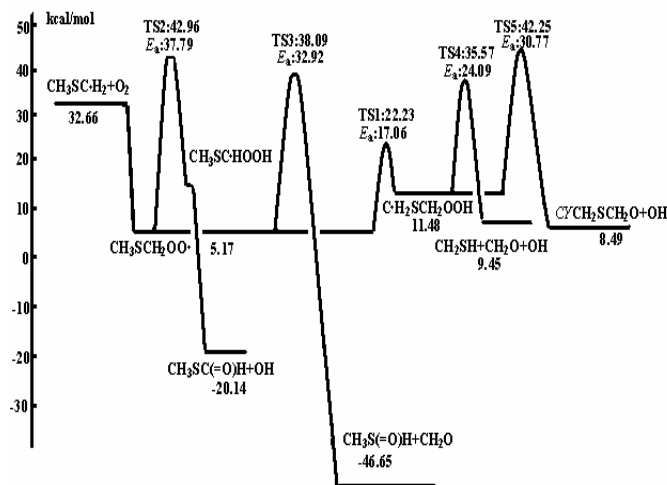 kcal/mol
50
40
30
20
10
0
-10
-20
-30
CH₃SC·H₂+O₂
32.66
TS2:42.96
Eₐ:37.79
CH₃SC·HOOH
CH₃SCH₂OO·
5.17
CH₃SC(=O)H+OH
-20.14
TS3:38.09
Eₐ:32.92
CH₃S(=O)H+CH₂O
-46.65
TS1:22.23
Eₐ:17.06
C·H₂SCH₂OOH
11.48
TS4:35.57
Eₐ:24.09
CH₂SH+CH₂O+OH
9.45
TS5:42.25
Eₐ:30.77
CYCH₂SCH₂O+OH
8.49